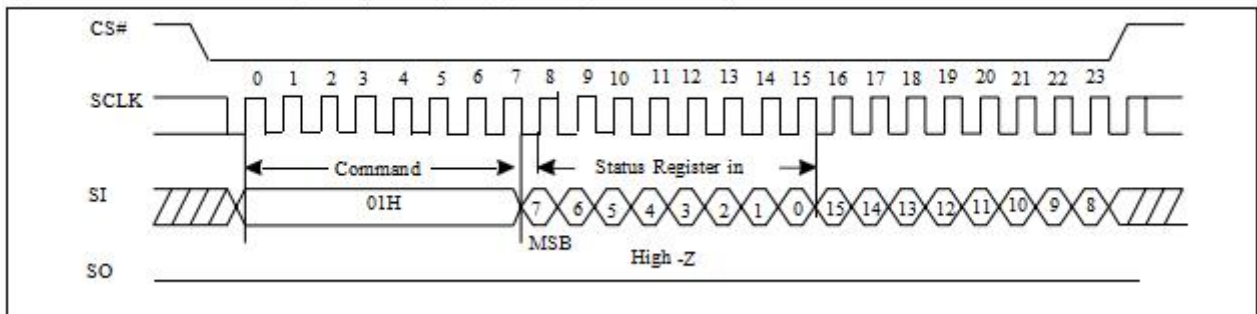 CS#
0 1 2 3 4 5 6 7 8 9 10 11 12 13 14 15 16 17 18 19 20 21 22 23
SCLK
Command Status Register in
SI 01H 7 6 5 4 3 2 1 0 15 14 13 12 11 10 9 8
MSB High -Z
SO